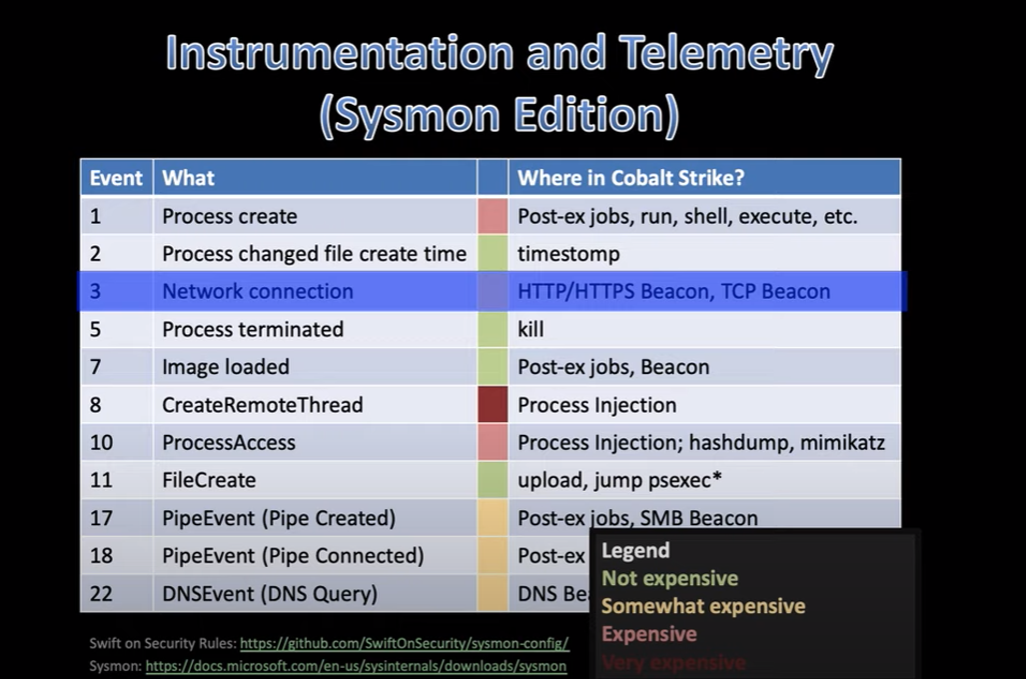 Instrumentation and Telemetry
(Sysmon Edition)
Event What Where in Cobalt Strike?
1 Process create Post-ex jobs, run, shell, execute, etc.
2 Process changed file create time timestomp
3 Network connection HTTP/HTTPS Beacon, TCP Beacon
5 Process terminated kill
7 Image loaded Post-ex jobs, Beacon
8 CreateRemoteThread Process Injection
10 ProcessAccess Process Injection; hashdump, mimikatz
11 FileCreate upload, jump psexec*
17 PipeEvent (Pipe Created) Post-ex jobs, SMB Beacon
18 PipeEvent (Pipe Connected) Post-ex
22 DNSEvent (DNS Query) DNS Be
Legend
Not expensive
Somewhat expensive
Expensive
Very expensive
Swift on Security Rules: https://github.com/SwiftOnSecurity/sysmon-config/
Sysmon: https://docs.microsoft.com/en-us/sysinternals/downloads/sysmon